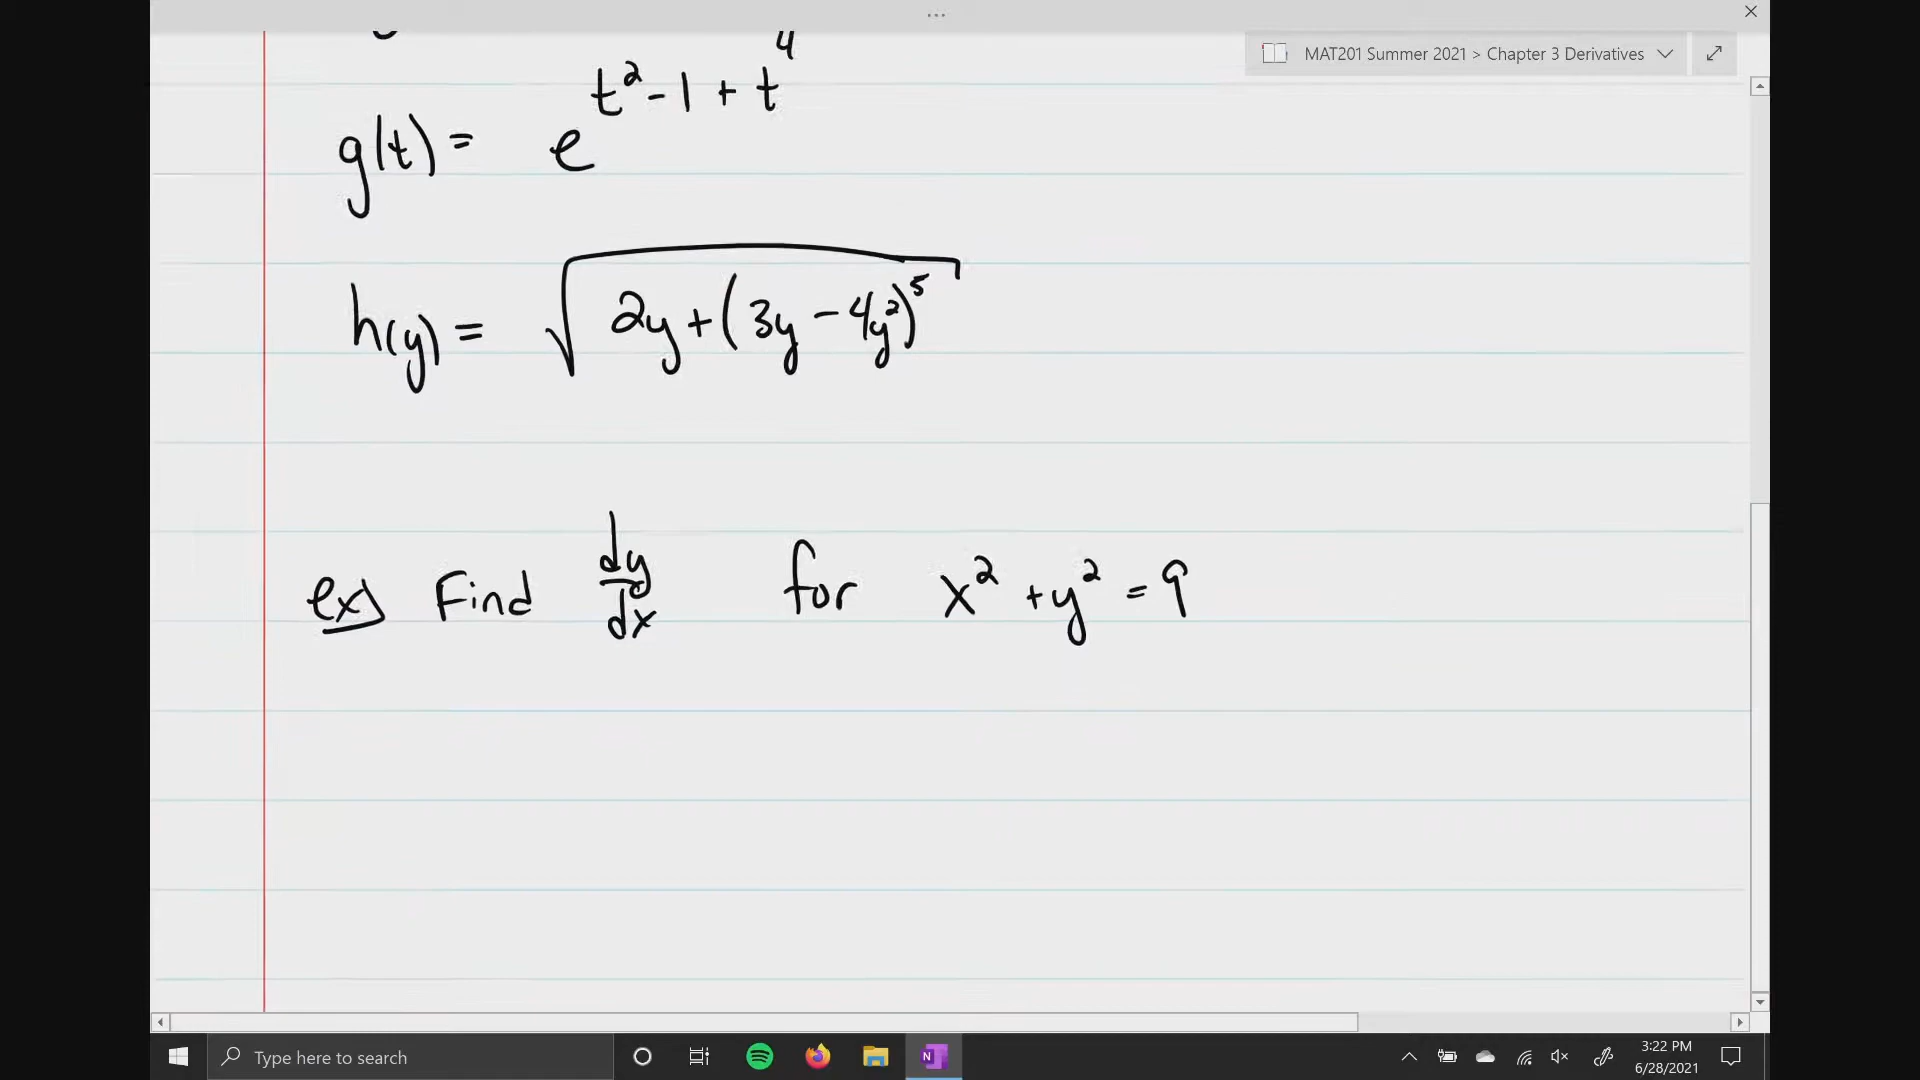 ...
MAT201 Summer 2021 > Chapter 3 Derivatives
g(t) = e^{t² - 1 + t⁴}
h(y) = √(2y + (3y - 4y²)⁵)
ex) Find dy/dx for x² + y² = 9
Type here to search
3:22 PM
6/28/2021